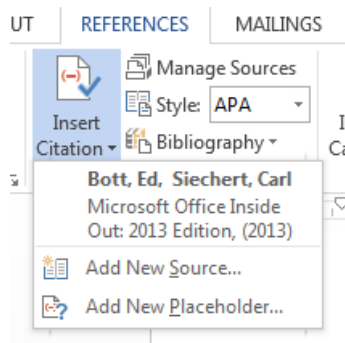 UT REFERENCES MAILINGS
Manage Sources
Style: APA
Insert
Citation
Bibliography
Bott, Ed, Siechert, Carl
Microsoft Office Inside
Out: 2013 Edition, (2013)
Add New Source...
Add New Placeholder...